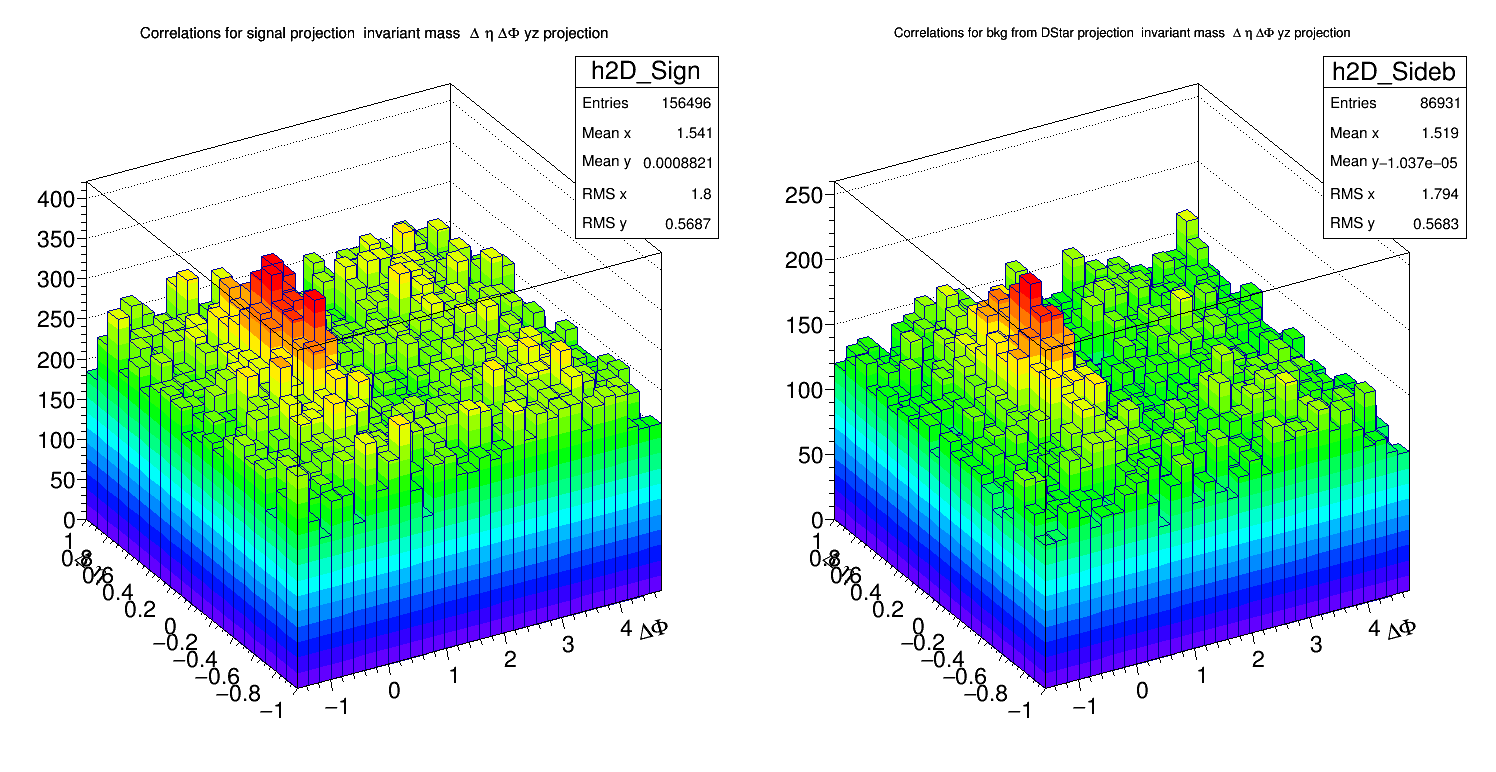 Correlations for signal projection  invariant mass  Δ η ΔΦ yz projection
h2D_Sign
Entries 156496
Mean x 1.541
Mean y 0.0008821
RMS x 1.8
RMS y 0.5687
400
350
300
250
200
150
100
50
0
1
0.8
Δ η
0.6
0.4
0.2
0
−0.2
−0.4
−0.6
−0.8
−1
−1
0
1
2
3
4
ΔΦ
Correlations for bkg from DStar projection  invariant mass  Δ η ΔΦ yz projection
h2D_Sideb
Entries 86931
Mean x 1.519
Mean y −1.037e−05
RMS x 1.794
RMS y 0.5683
250
200
150
100
50
0
1
0.8
Δ η
0.6
0.4
0.2
0
−0.2
−0.4
−0.6
−0.8
−1
−1
0
1
2
3
4
ΔΦ